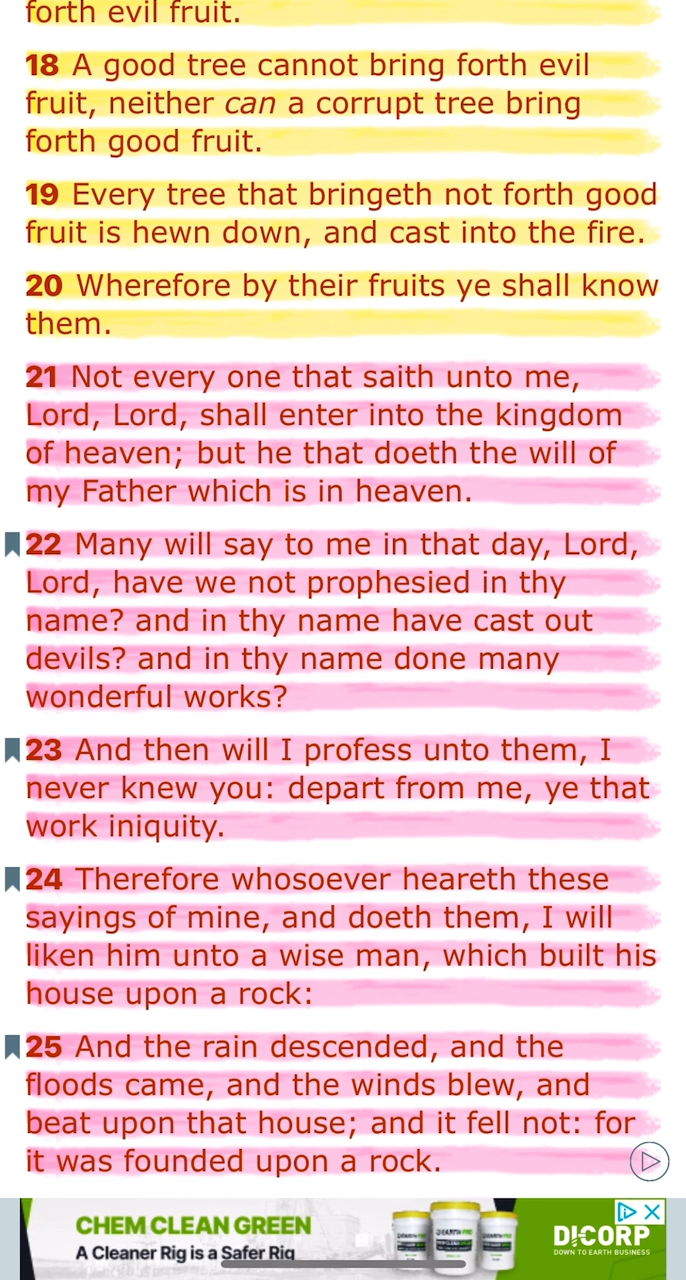 forth evil fruit.
18 A good tree cannot bring forth evil
fruit, neither can a corrupt tree bring
forth good fruit.
19 Every tree that bringeth not forth good
fruit is hewn down, and cast into the fire.
20 Wherefore by their fruits ye shall know
them.
21 Not every one that saith unto me,
Lord, Lord, shall enter into the kingdom
of heaven; but he that doeth the will of
my Father which is in heaven.
22 Many will say to me in that day, Lord,
Lord, have we not prophesied in thy
name? and in thy name have cast out
devils? and in thy name done many
wonderful works?
23 And then will I profess unto them, I
never knew you: depart from me, ye that
work iniquity.
24 Therefore whosoever heareth these
sayings of mine, and doeth them, I will
liken him unto a wise man, which built his
house upon a rock:
25 And the rain descended, and the
floods came, and the winds blew, and
beat upon that house; and it fell not: for
it was founded upon a rock.
CHEM CLEAN GREEN
A Cleaner Rig is a Safer Rig
DICORP
DOWN TO EARTH BUSINESS